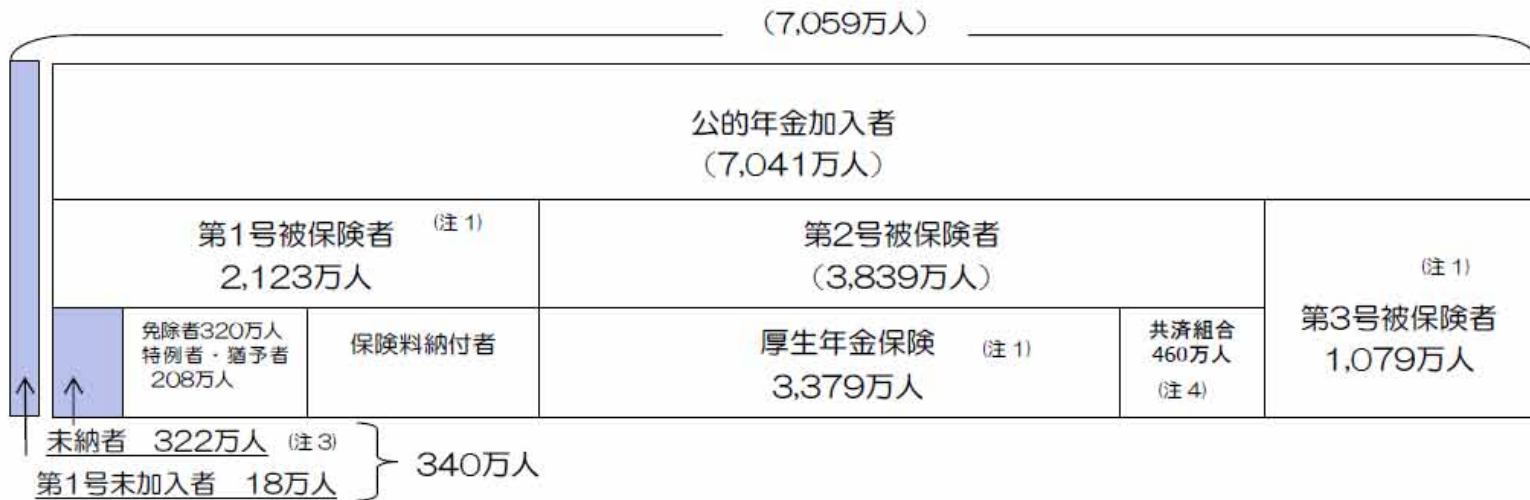 （7,059万人）
公的年金加入者
（7,041万人）
第1号被保険者 （注1）
2,123万人
第2号被保険者
（3,839万人）
（注1）
第3号被保険者
1,079万人
免除者320万人
特例者・猶予者
208万人
保険料納付者
厚生年金保険 （注1）
3,379万人
共済組合
460万人
（注4）
未納者 322万人 （注3）
第1号未加入者 18万人
340万人